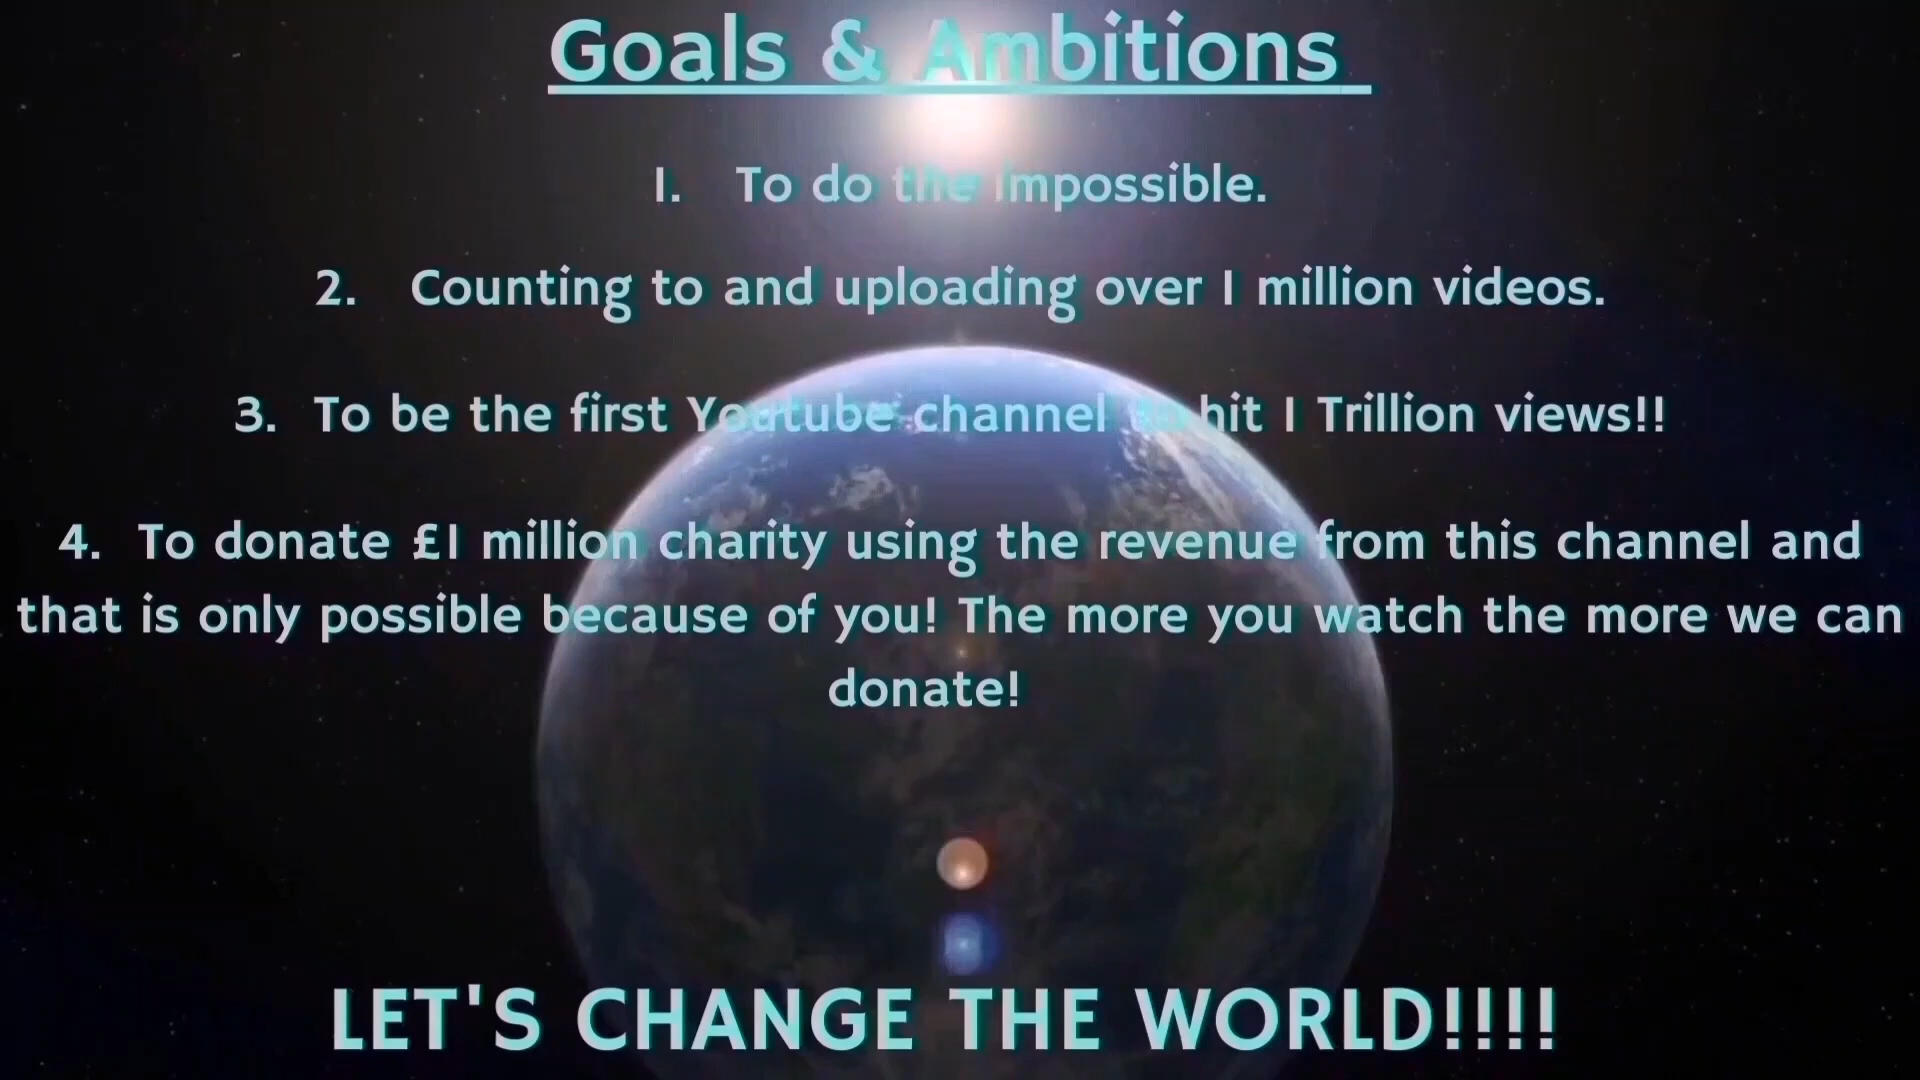 Goals & Ambitions
1. To do the impossible.
2. Counting to and uploading over 1 million videos.
3. To be the first Youtube channel to hit 1 Trillion views!!
4. To donate £1 million charity using the revenue from this channel and
that is only possible because of you! The more you watch the more we can
donate!
LET'S CHANGE THE WORLD!!!!